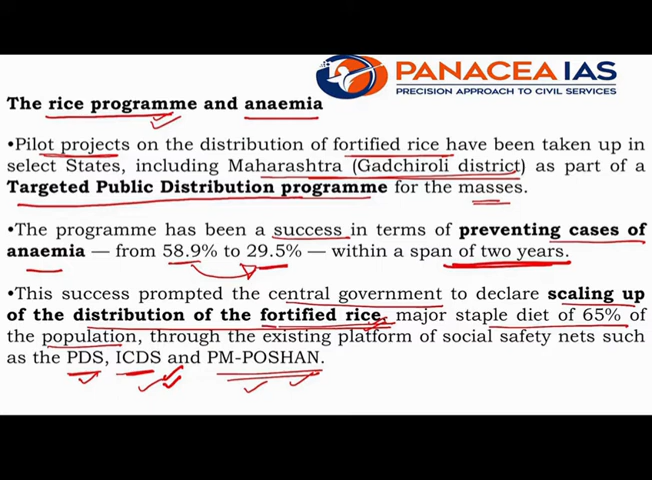 PANACEA IAS
PRECISION APPROACH TO CIVIL SERVICES
The rice programme and anaemia
•Pilot projects on the distribution of fortified rice have been taken up in
select States, including Maharashtra (Gadchiroli district) as part of a
Targeted Public Distribution programme for the masses.
•The programme has been a success in terms of preventing cases of
anaemia — from 58.9% to 29.5% — within a span of two years.
•This success prompted the central government to declare scaling up
of the distribution of the fortified rice, major staple diet of 65% of
the population, through the existing platform of social safety nets such
as the PDS, ICDS and PM-POSHAN.